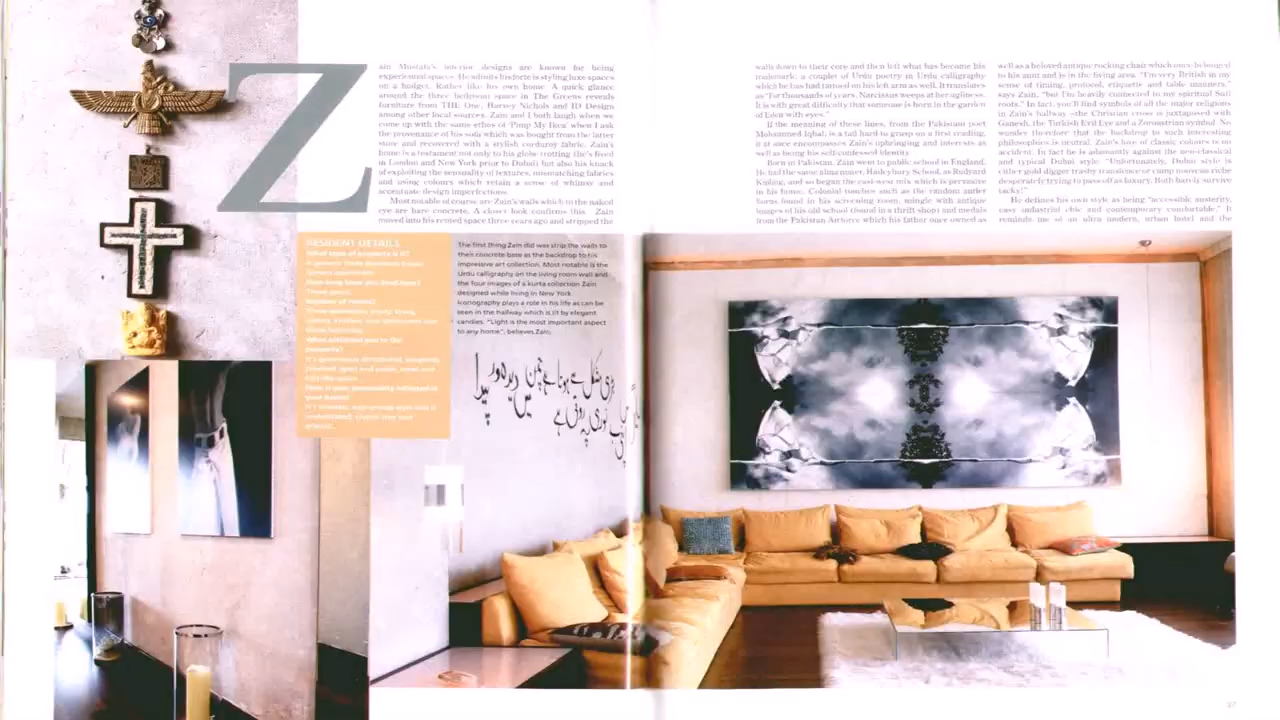 Z
ain Mustafa's interior designs are known for being
experiential spaces. He admits his forte is styling luxe spaces
on a budget. Rather like his own home. A quick glance
around the three bedroom space in The Greens reveals
furniture from THE One, Harvey Nichols and ID Design
among other local sources. Zain and I both laugh when we
come up with the same ethos of 'Pimp My Ikea' when I ask
the provenance of his sofa which was bought from the latter
store and recovered with a stylish corduroy fabric. Zain's
home is a testament not only to his globe-trotting (he's lived
in London and New York prior to Dubai) but also his knack
of exploiting the sensuality of textures, mismatching fabrics
and using colours which retain a sense of whimsy and
accentuate design imperfections.
Most notable of course are Zain's walls which to the naked
eye are bare concrete. A closer look confirms this. Zain
moved into his rented space three years ago and stripped the
walls down to their core and then left what has become his
trademark: a couplet of Urdu poetry in Urdu calligraphy
which he has had tattooed on his left arm as well. It translates
as "For thousands of years, Narcissus weeps at her ugliness.
It is with great difficulty that someone is born in the garden
of Eden with eyes."
If the meaning of these lines, from the Pakistani poet
Mohammed Iqbal, is a tad hard to grasp on a first reading,
it at once encompasses Zain's upbringing and interests as
well as being his self-confessed identity.
Born in Pakistan, Zain went to public school in England.
He had the same alma mater, Haileybury School, as Rudyard
Kipling, and so began the east-west mix which is pervasive
in his home. Colonial touches such as the random antler
horns found in his screening room, mingle with antique
images of his old school (found in a thrift shop) and medals
from the Pakistan Air force which his father once owned as
well as a beloved antique rocking chair which once belonged
to his aunt and is in the living area. "I'm very British in my
sense of timing, protocol, etiquette and table manners,"
says Zain, "but I'm heavily connected to my spiritual Sufi
roots." In fact, you'll find symbols of all the major religions
in Zain's hallway –the Christian cross is juxtaposed with
Ganesh, the Turkish Evil Eye and a Zoroastrian symbol. No
wonder therefore that the backdrop to such interesting
philosophies is neutral. Zain's love of classic colours is no
accident. In fact he is adamantly against the neo-classical
and typical Dubai style. "Unfortunately, Dubai style is
either gold digger trashy translence or camp nouveau riche
desperately trying to pass off as luxury. Both barely survive
tacky!"
He defines his own style as being "accessible austerity,
easy industrial chic and contemporary comfortable." It
reminds me of an ultra modern, urban hotel and the
RESIDENT DETAILS
What type of property is it?
The first thing Zain did was strip the walls to
their concrete base as the backdrop to his
impressive art collection. Most notable is the
Urdu calligraphy on the living room wall and
the four images of a kurta collection Zain
designed while living in New York.
Iconography plays a role in his life as can be
seen in the hallway which is lit by elegant
candles. "Light is the most important aspect
to any home", believes Zain.